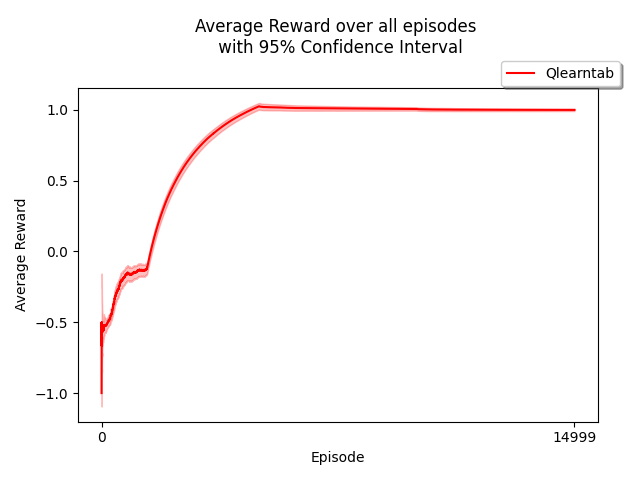 Average Reward over all episodes
with 95% Confidence Interval
Qlearntab
1.0
0.5
0.0
−0.5
−1.0
Average Reward
0
14999
Episode